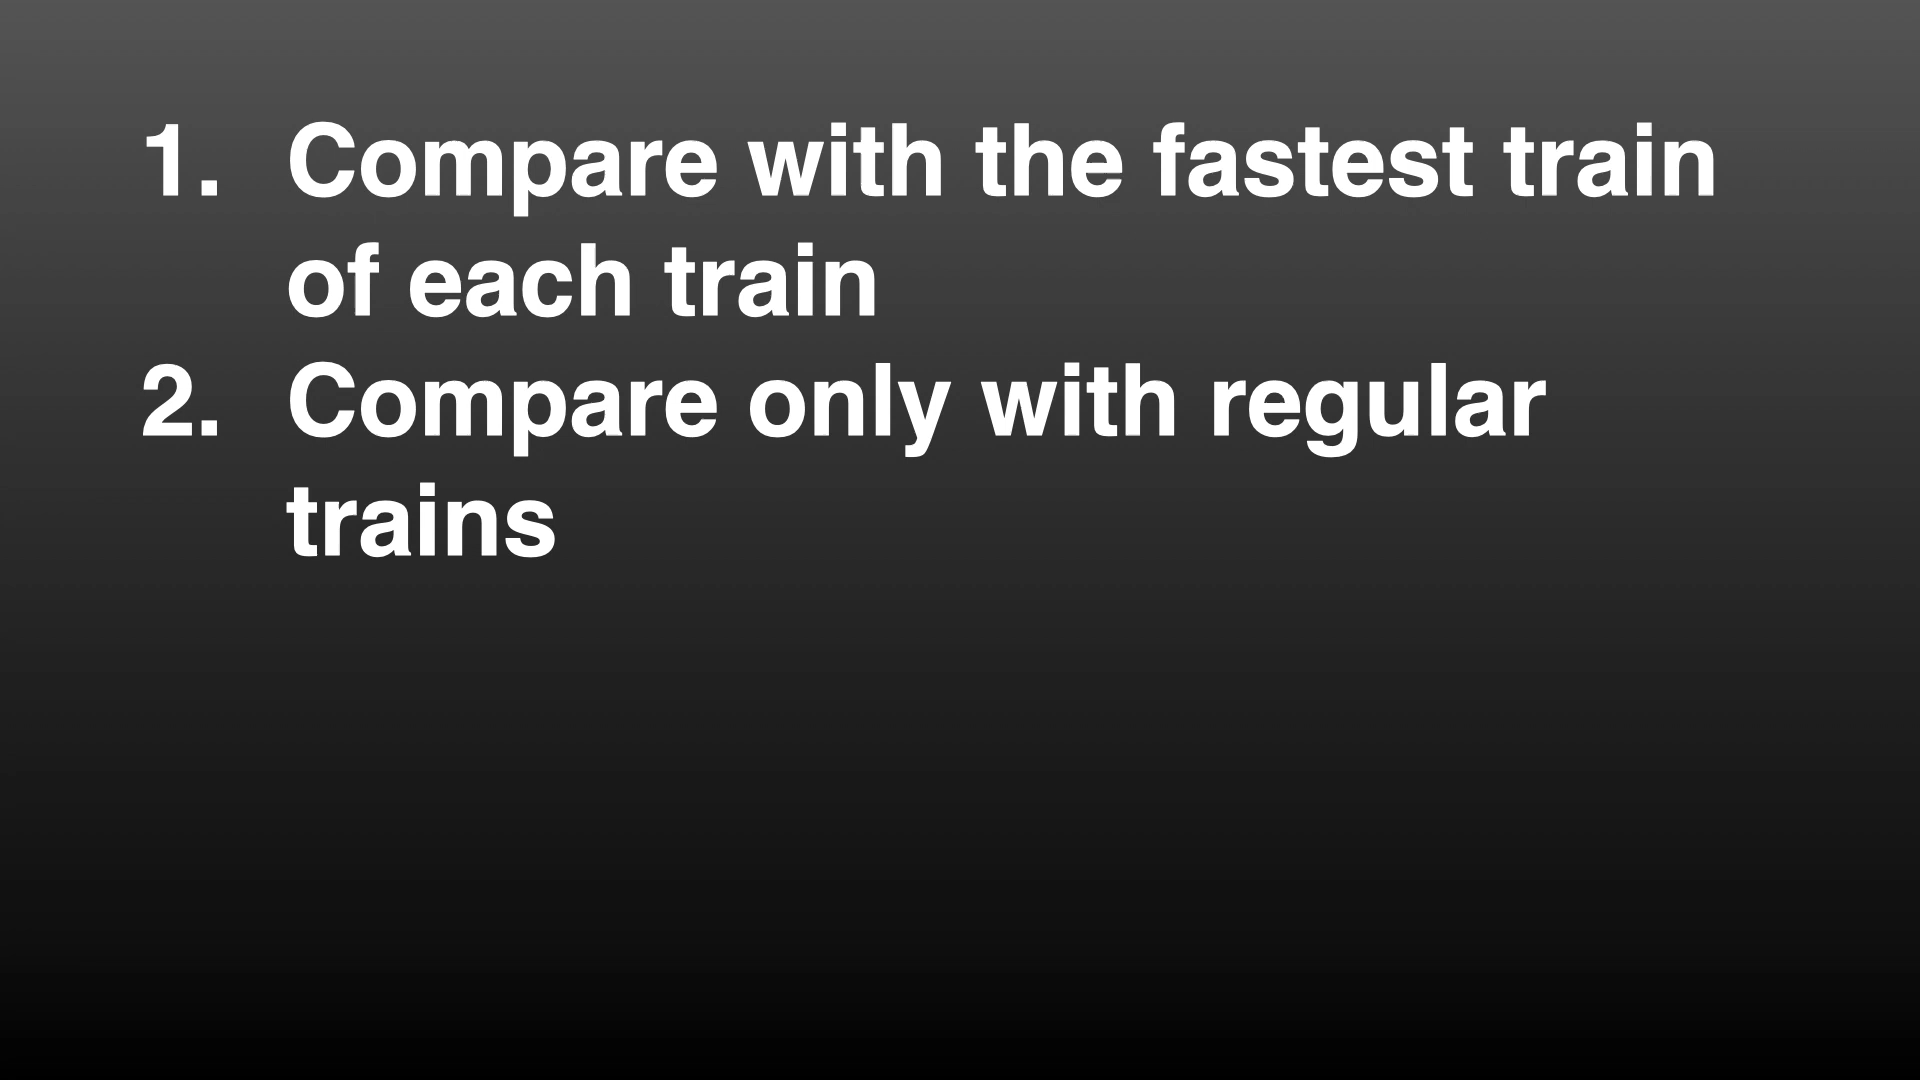 1. Compare with the fastest train
of each train
2. Compare only with regular
trains